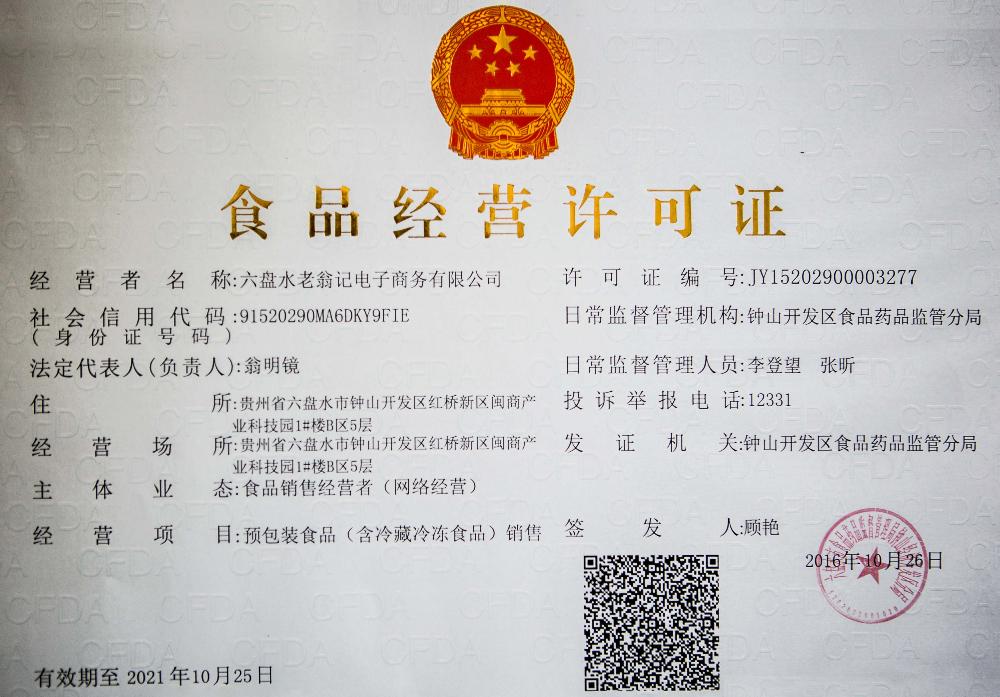 食品经营许可证
经营者名称:六盘水老翁记电子商务有限公司
社会信用代码:91520290MA6DKY9FIE
(身份证号码)
法定代表人(负责人):翁明镜
住所:贵州省六盘水市钟山开发区红桥新区闽商产
业科技园1#楼B区5层
经营场所:贵州省六盘水市钟山开发区红桥新区闽商产
业科技园1#楼B区5层
主体业态:食品销售经营者（网络经营）
经营项目:预包装食品（含冷藏冷冻食品）销售
有效期至 2021年10月25日
许可证编号:JY15202900003277
日常监督管理机构:钟山开发区食品药品监管分局
日常监督管理人员:李登望 张昕
投诉举报电话:12331
发证机关:钟山开发区食品药品监管分局
签发人:顾艳
2016年10月26日
CFDA